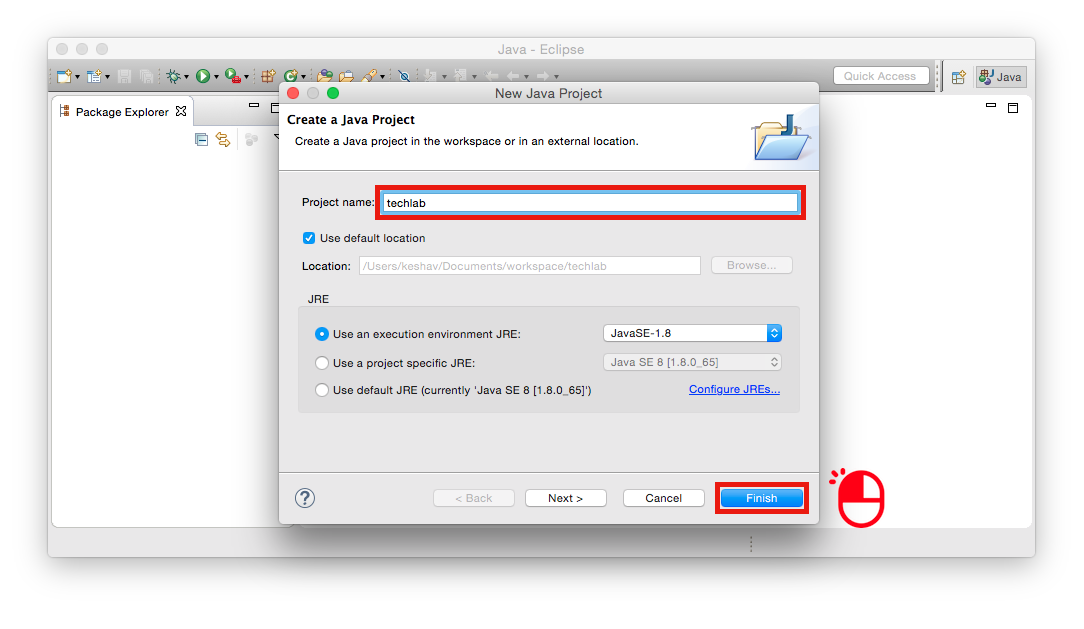 Java - Eclipse
Quick Access
Java
Package Explorer
New Java Project
Create a Java Project
Create a Java project in the workspace or in an external location.
Project name: techlab
Use default location
Location: /Users/keshav/Documents/workspace/techlab Browse...
JRE
Use an execution environment JRE: JavaSE-1.8
Use a project specific JRE: Java SE 8 [1.8.0_65]
Use default JRE (currently 'Java SE 8 [1.8.0_65]') Configure JREs...
? < Back Next > Cancel Finish